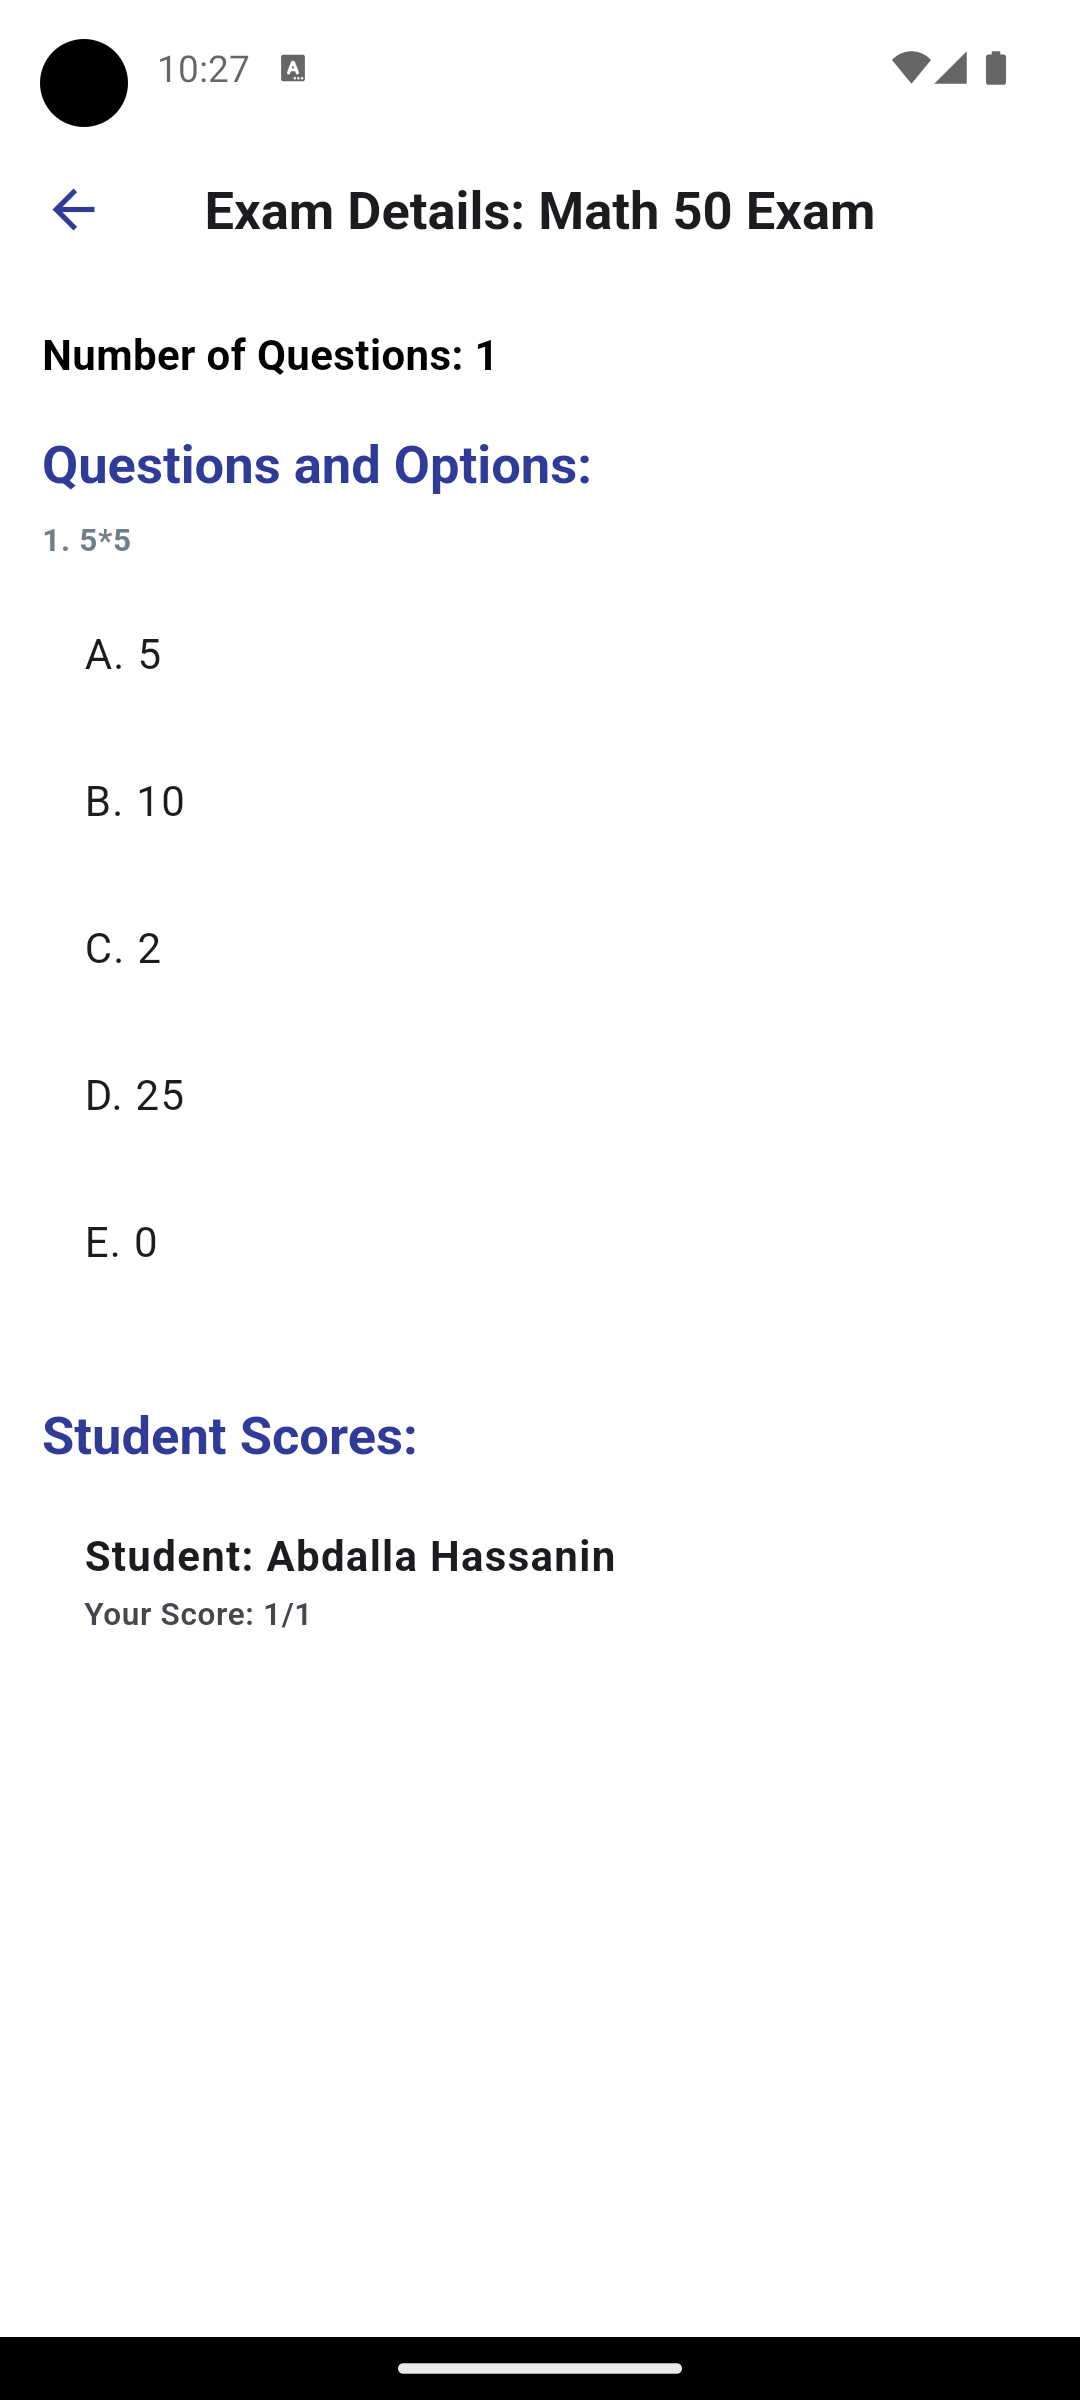 10:27
Exam Details: Math 50 Exam
Number of Questions: 1
Questions and Options:
1. 5*5
A. 5
B. 10
C. 2
D. 25
E. 0
Student Scores:
Student: Abdalla Hassanin
Your Score: 1/1